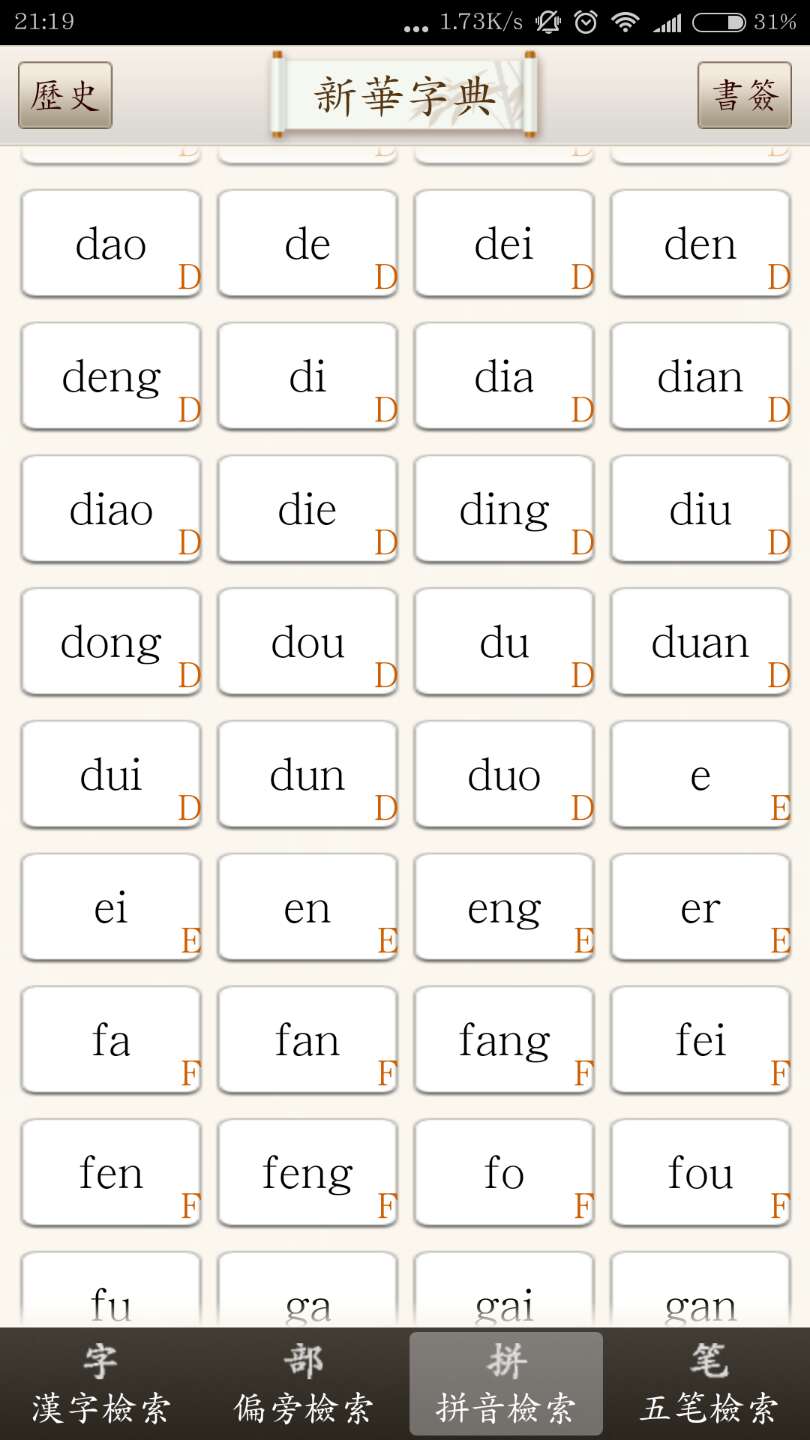 21:19 ... 1.73K/s 31%
歷史 新華字典 書簽
D D D D
dao D de D dei D den D
deng D di D dia D dian D
diao D die D ding D diu D
dong D dou D du D duan D
dui D dun D duo D e E
ei E en E eng E er E
fa F fan F fang F fei F
fen F feng F fo F fou F
fu ga gai gan
字 部 拼 笔
漢字檢索 偏旁檢索 拼音檢索 五笔檢索